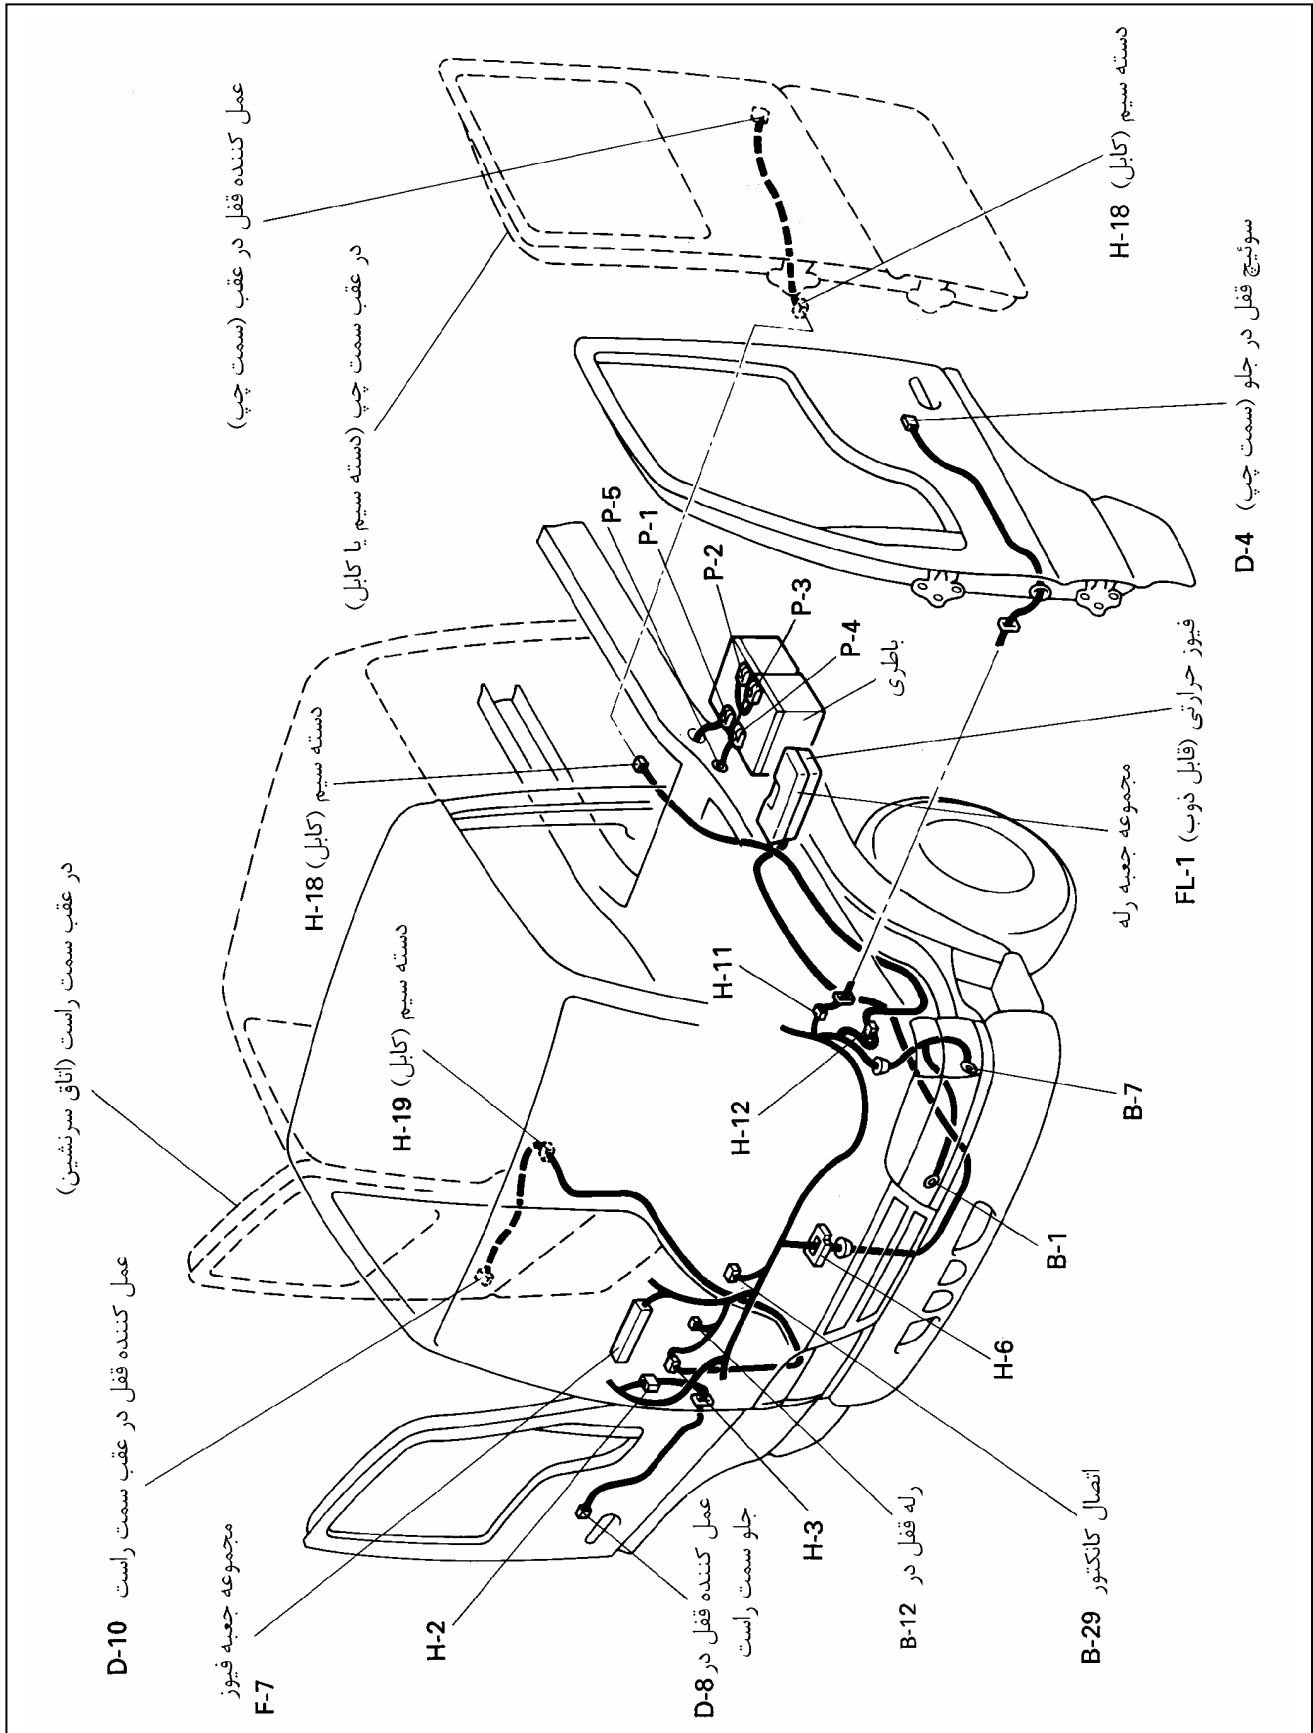 عمل کننده قفل در عقب (سمت چپ)
در عقب سمت چپ (دسته سیم یا کابل)
دسته سیم (کابل) H-18
سوئیچ قفل در جلو (سمت چپ) D-4
P-5
P-1
P-2
P-3
P-4
باطری
فیوز حرارتی (قابل ذوب) FL-1
مجموعه جعبه رله
دسته سیم (کابل) H-18
در عقب سمت راست (اتاق سرنشین)
دسته سیم (کابل) H-19
H-11
H-12
B-7
B-1
H-6
عمل کننده قفل در عقب سمت راست D-10
مجموعه جعبه فیوز
F-7
H-2
عمل کننده قفل در D-8
جلو سمت راست
H-3
رله قفل در B-12
اتصال کانکتور B-29